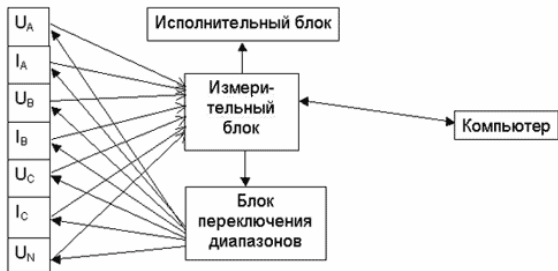 U_A
I_A
U_B
I_B
U_C
I_C
U_N
Исполнительный блок
Измери-
тельный
блок
Компьютер
Блок
переключения
диапазонов